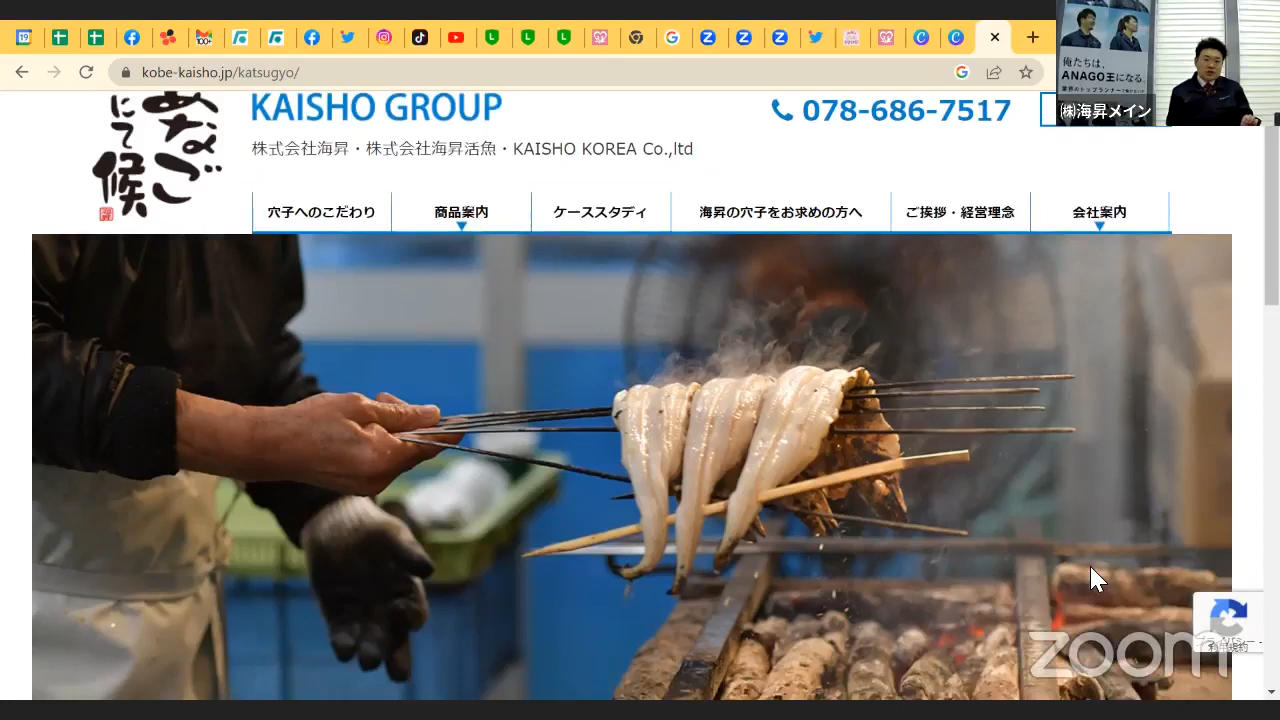 19
100+
kobe-kaisho.jp/katsugyo/
あなご
にて候
KAISHO GROUP
078-686-7517
株式会社海昇・株式会社海昇活魚・KAISHO KOREA Co.,ltd
穴子へのこだわり
商品案内
ケーススタディ
海昇の穴子をお求めの方へ
ご挨拶・経営理念
会社案内
俺たちは、
ANAGO王になる。
㈱海昇メイン
zoom